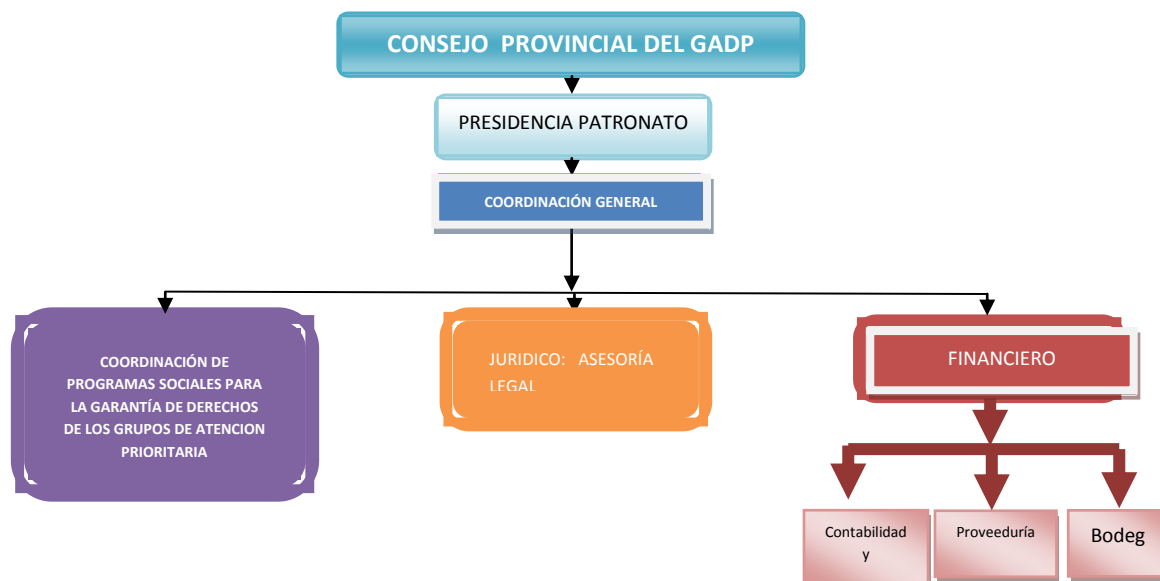 CONSEJO PROVINCIAL DEL GADP
PRESIDENCIA PATRONATO
COORDINACIÓN GENERAL
COORDINACIÓN DE
PROGRAMAS SOCIALES PARA
LA GARANTÍA DE DERECHOS
DE LOS GRUPOS DE ATENCION
PRIORITARIA
JURIDICO: ASESORÍA
LEGAL
FINANCIERO
Contabilidad
y
Proveeduría
Bodeg